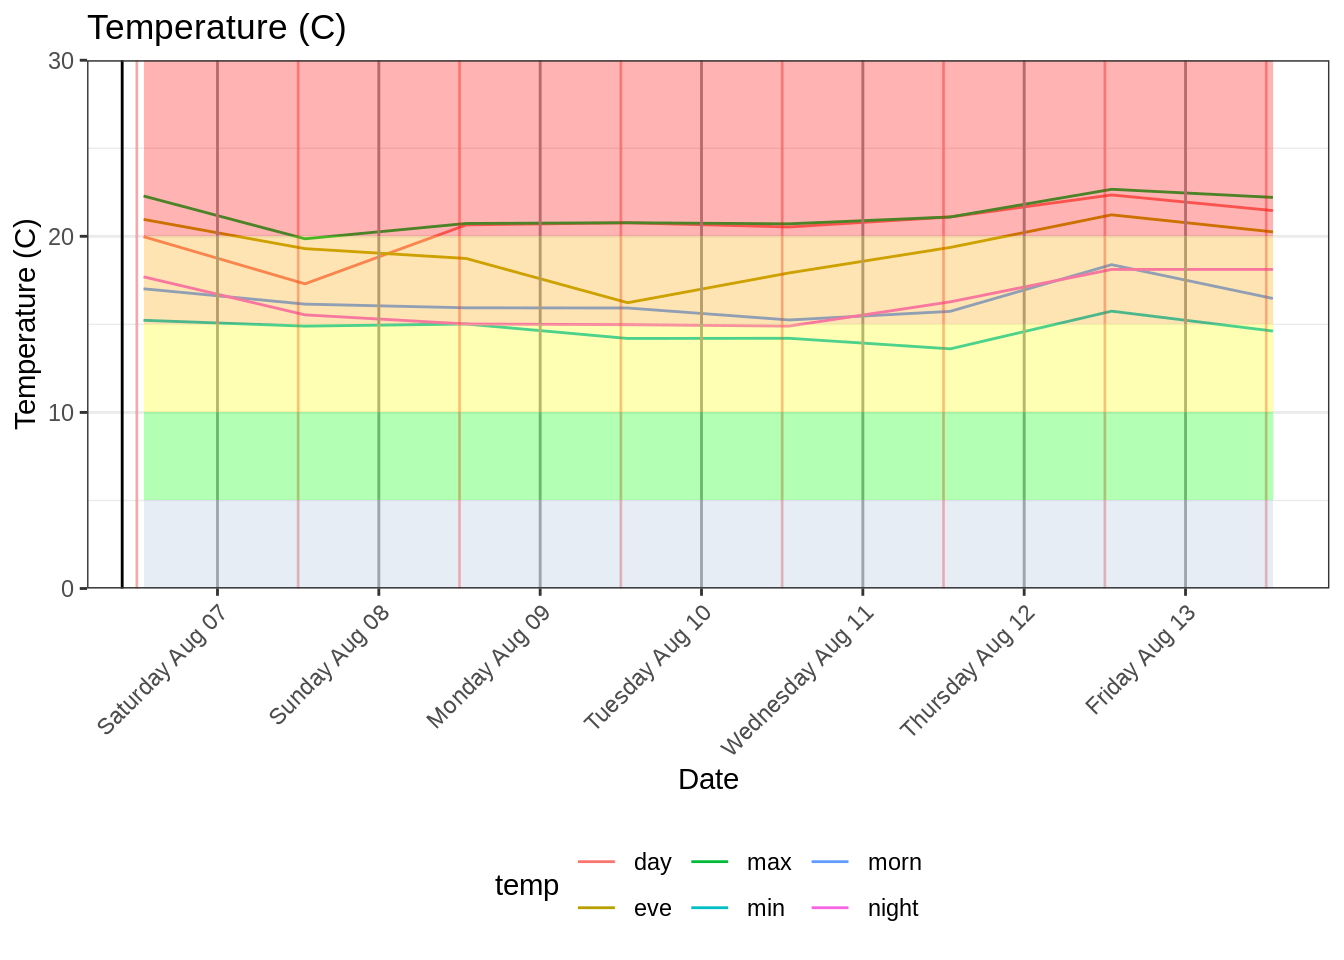 Temperature (C)
Temperature (C)
30
20
10
0
Saturday Aug 07
Sunday Aug 08
Monday Aug 09
Tuesday Aug 10
Wednesday Aug 11
Thursday Aug 12
Friday Aug 13
Date
temp
day
max
morn
eve
min
night